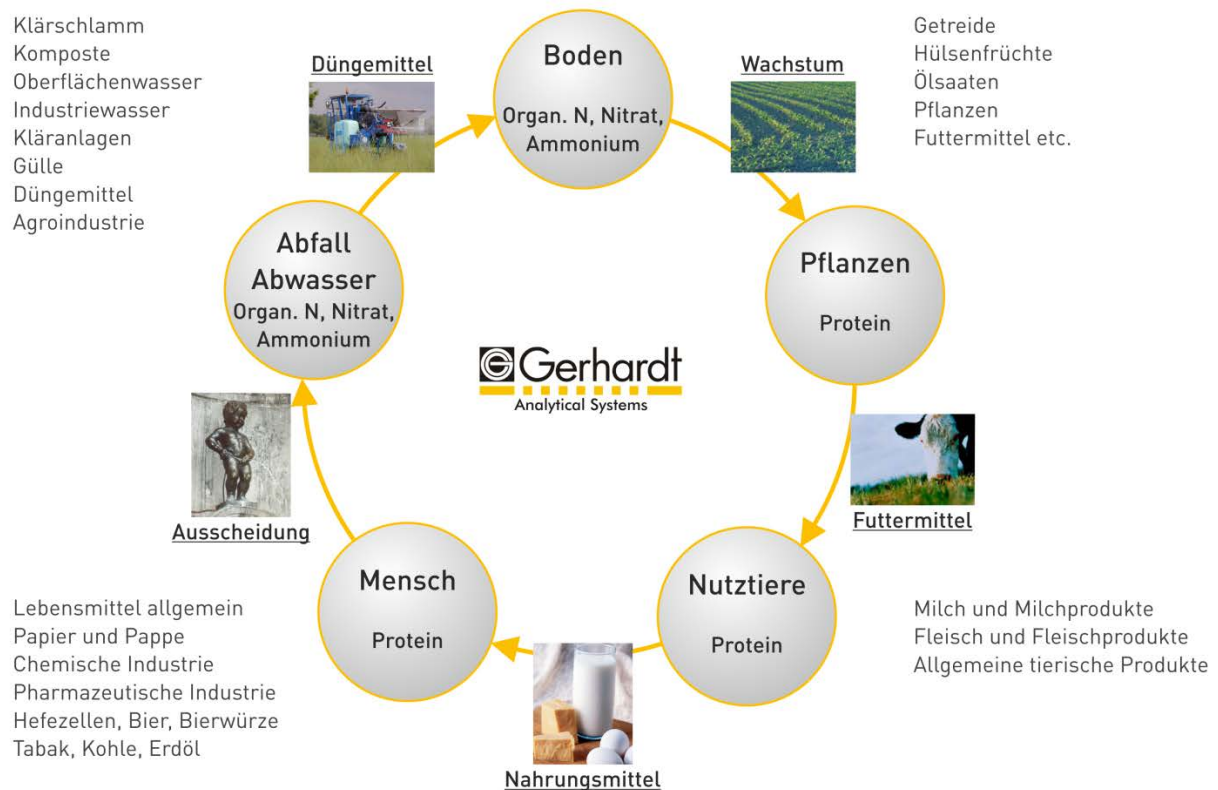 Klärschlamm
Komposte
Oberflächenwasser
Industriewasser
Kläranlagen
Gülle
Düngemittel
Agroindustrie
Düngemittel
Boden
Organ. N, Nitrat,
Ammonium
Wachstum
Getreide
Hülsenfrüchte
Ölsaaten
Pflanzen
Futtermittel etc.
Abfall
Abwasser
Organ. N, Nitrat,
Ammonium
Pflanzen
Protein
Gerhardt
Analytical Systems
Ausscheidung
Futtermittel
Mensch
Protein
Nutztiere
Protein
Lebensmittel allgemein
Papier und Pappe
Chemische Industrie
Pharmazeutische Industrie
Hefezellen, Bier, Bierwürze
Tabak, Kohle, Erdöl
Nahrungsmittel
Milch und Milchprodukte
Fleisch und Fleischprodukte
Allgemeine tierische Produkte